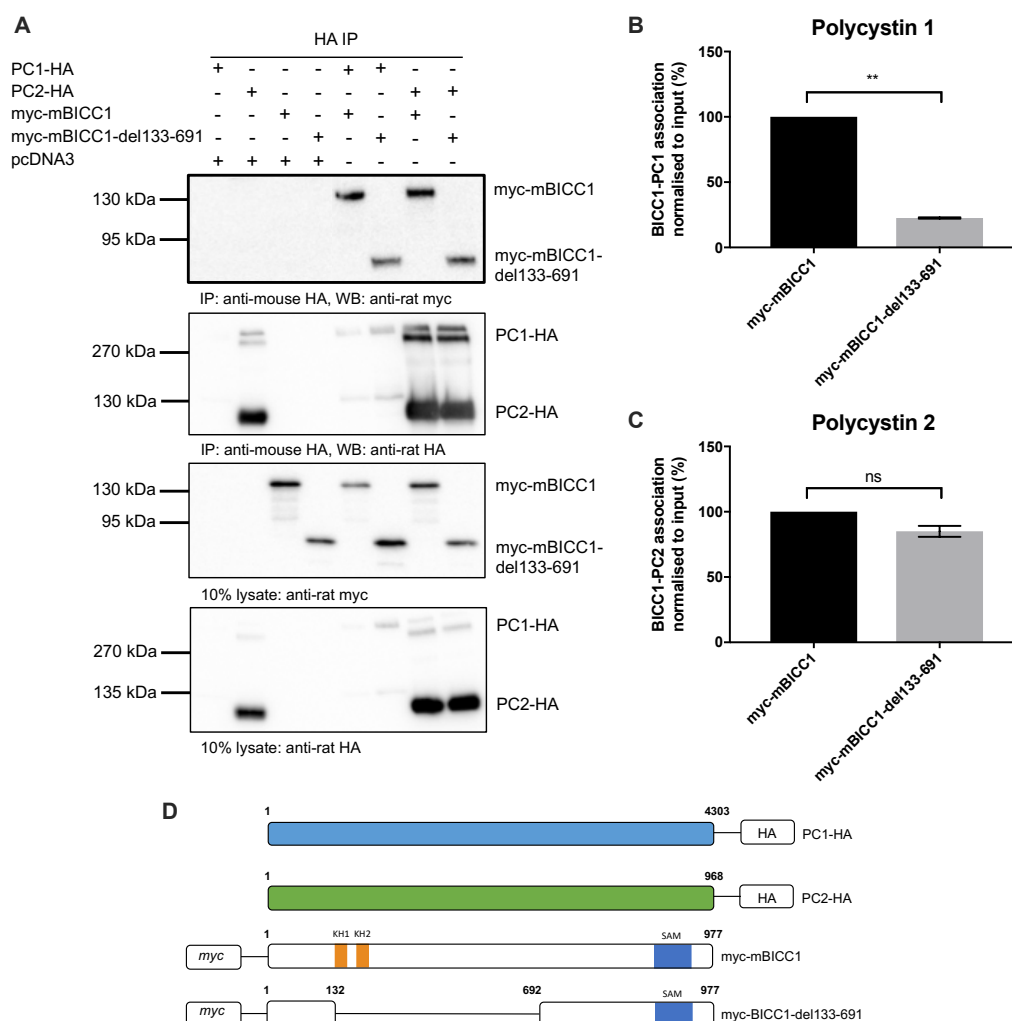 A
HA IP
PC1-HA + - - - + + - -
PC2-HA - + - - - - + +
myc-mBICC1 - - + - + - + -
myc-mBICC1-del133-691 - - - + - + - +
pcDNA3 + + + + - - - -
130 kDa
95 kDa
myc-mBICC1
myc-mBICC1-
del133-691
IP: anti-mouse HA, WB: anti-rat myc
270 kDa
130 kDa
PC1-HA
PC2-HA
IP: anti-mouse HA, WB: anti-rat HA
130 kDa
95 kDa
myc-mBICC1
myc-mBICC1-
del133-691
10% lysate: anti-rat myc
270 kDa
135 kDa
PC1-HA
PC2-HA
10% lysate: anti-rat HA
B
Polycystin 1
BICC1-PC1 association
normalised to input (%)
150
100
50
0
**
myc-mBICC1
myc-mBICC1-del133-691
C
Polycystin 2
BICC1-PC2 association
normalised to input (%)
150
100
50
0
ns
myc-mBICC1
myc-mBICC1-del133-691
D
1 4303
HA PC1-HA
1 968
HA PC2-HA
1 KH1 KH2 SAM 977
myc myc-mBICC1
1 132 692 SAM 977
myc myc-BICC1-del133-691